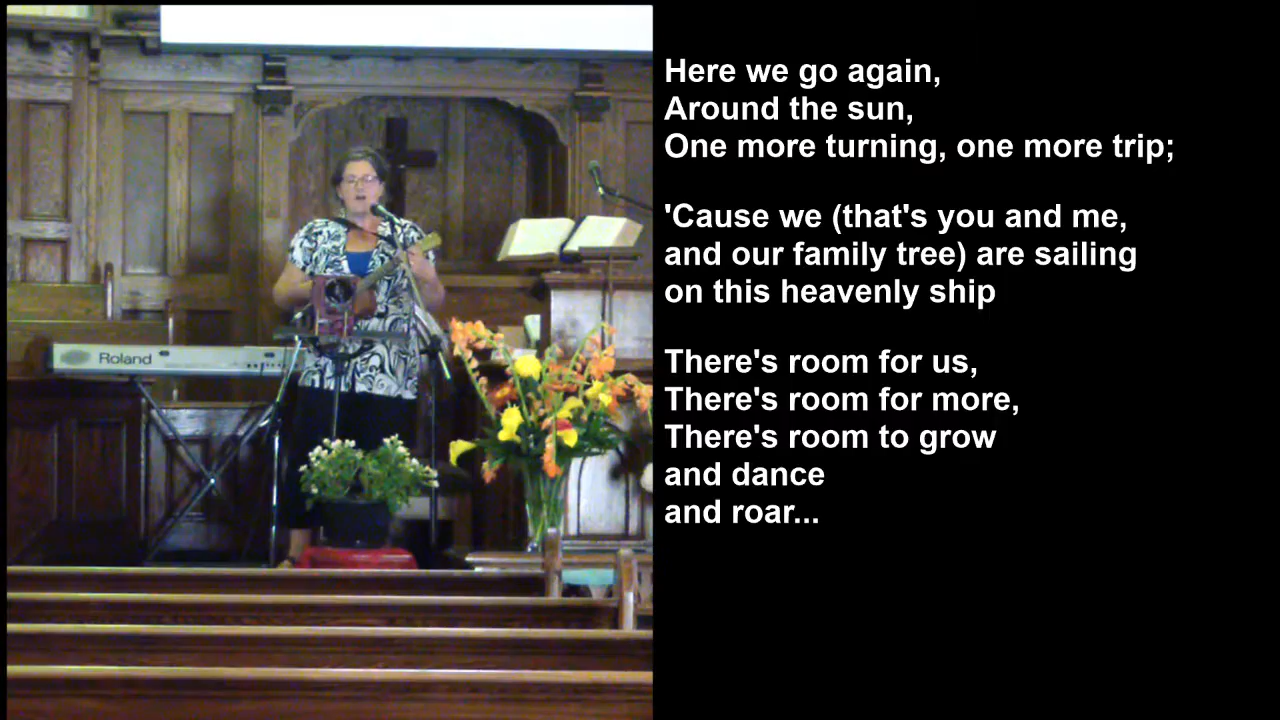 Here we go again,
Around the sun,
One more turning, one more trip;
'Cause we (that's you and me,
and our family tree) are sailing
on this heavenly ship
There's room for us,
There's room for more,
There's room to grow
and dance
and roar...
Roland